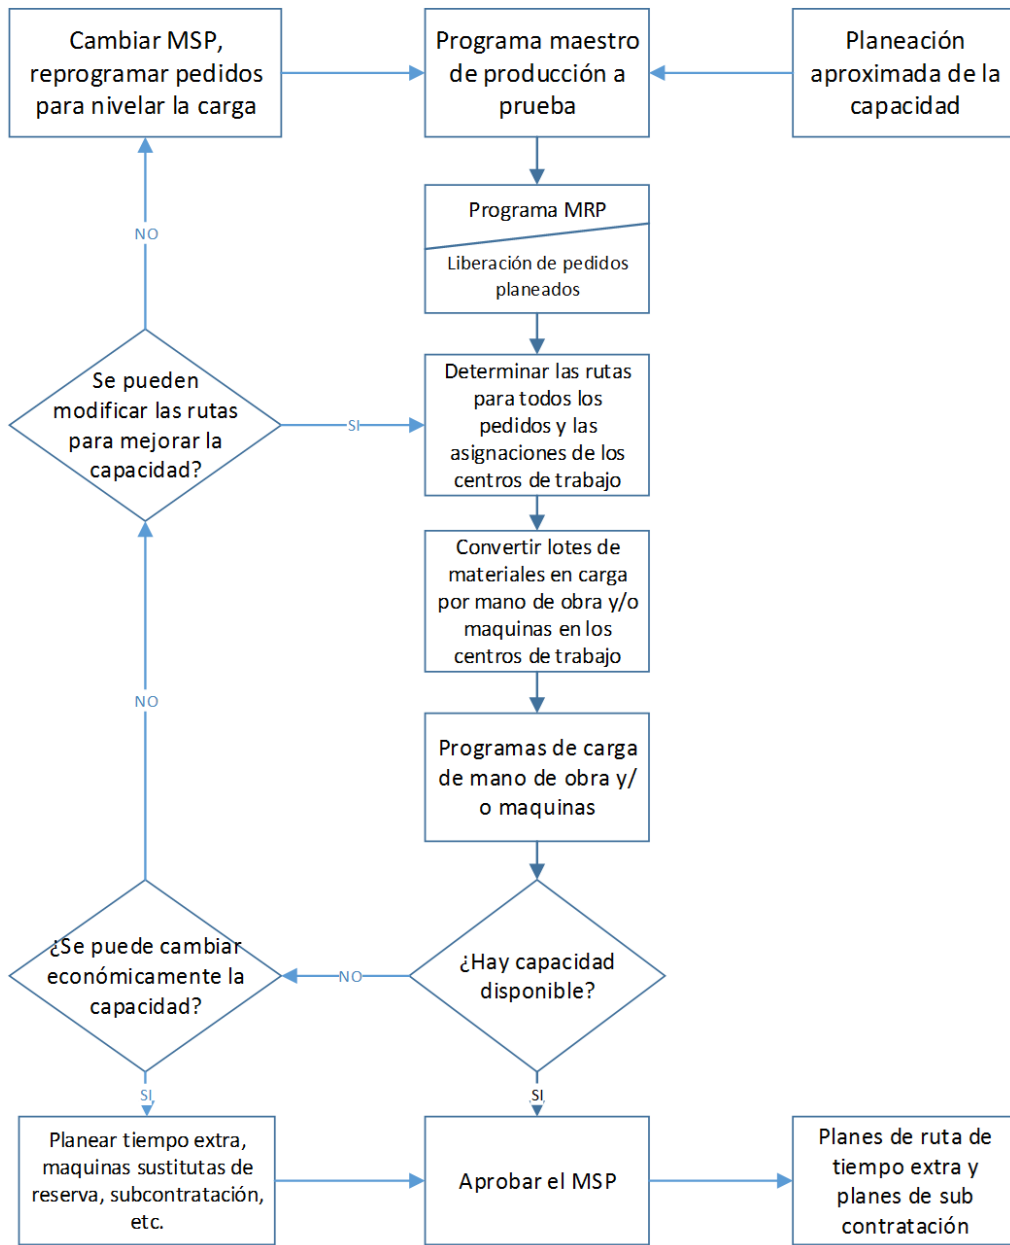 Cambiar MSP,
reprogramar pedidos
para nivelar la carga
Programa maestro
de producción a
prueba
Planeación
aproximada de la
capacidad
NO
Programa MRP
Liberación de pedidos
planeados
Se pueden
modificar las rutas
para mejorar la
capacidad?
SI
Determinar las rutas
para todos los
pedidos y las
asignaciones de los
centros de trabajo
Convertir lotes de
materiales en carga
por mano de obra y/o
maquinas en los
centros de trabajo
NO
Programas de carga
de mano de obra y/
o maquinas
¿Se puede cambiar
económicamente la
capacidad?
NO
¿Hay capacidad
disponible?
SI,
SI,
Planear tiempo extra,
maquinas sustitutas de
reserva, subcontratación,
etc.
Aprobar el MSP
Planes de ruta de
tiempo extra y
planes de sub
contratación